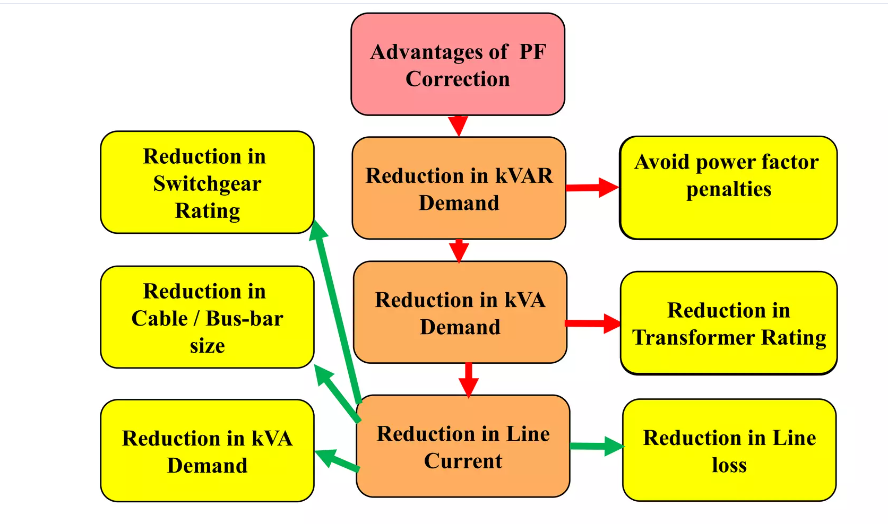 Advantages of PF
Correction
Reduction in
Switchgear
Rating
Reduction in kVAR
Demand
Avoid power factor
penalties
Reduction in
Cable / Bus-bar
size
Reduction in kVA
Demand
Reduction in
Transformer Rating
Reduction in kVA
Demand
Reduction in Line
Current
Reduction in Line
loss